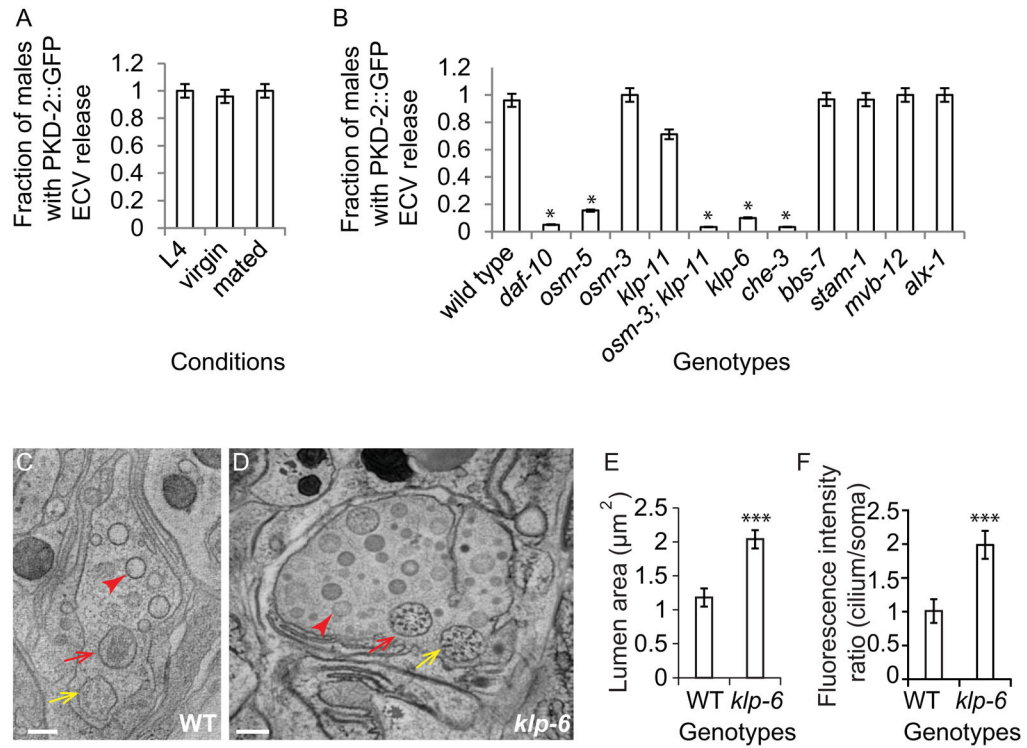 A
Fraction of males
with PKD-2::GFP
ECV release
1.2
1
0.8
0.6
0.4
0.2
0
L4
virgin
mated
Conditions
B
Fraction of males
with PKD-2::GFP
ECV release
1.2
1
0.8
0.6
0.4
0.2
0
* * * * *
wild type
daf-10
osm-5
osm-3
klp-11
osm-3; klp-11
klp-6
che-3
bbs-7
stam-1
mvb-12
alx-1
Genotypes
C
WT
D
klp-6
E
Lumen area (µm²)
2.5
2
1.5
1
0.5
0
***
WT klp-6
Genotypes
F
Fluorescence intensity
ratio (cilium/soma)
2.5
2
1.5
1
0.5
0
***
WT klp-6
Genotypes